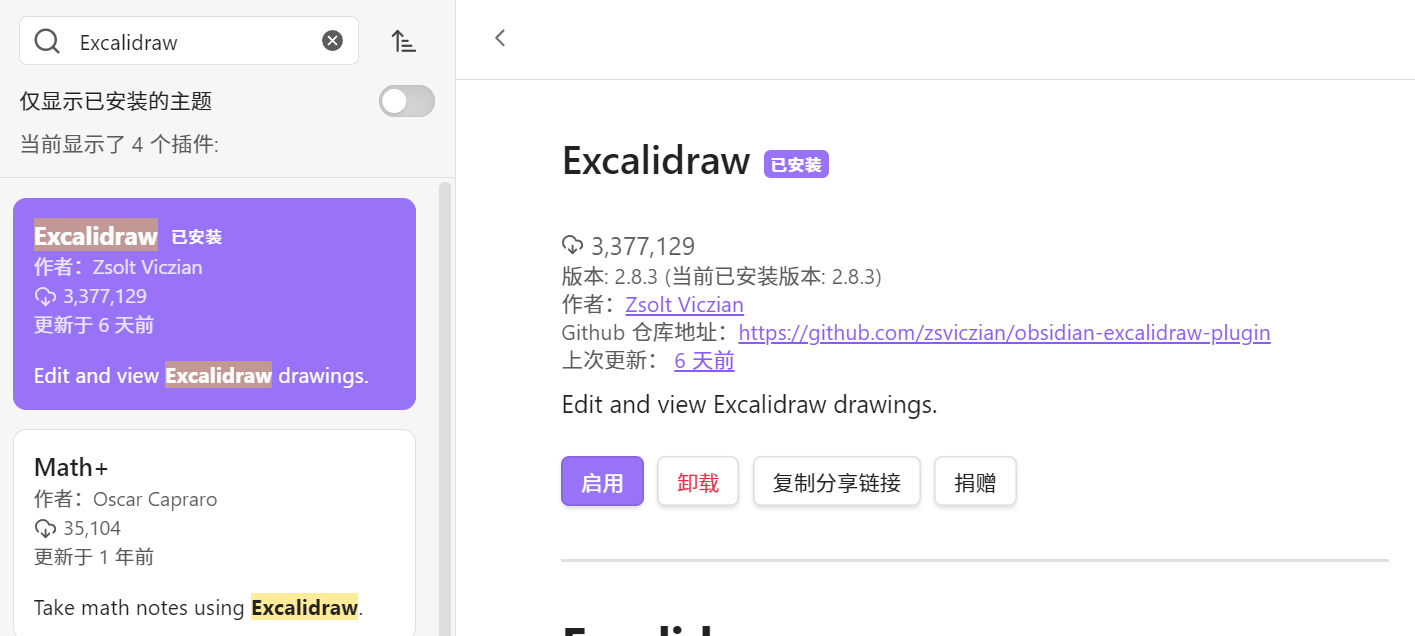 Excalidraw
仅显示已安装的主题
当前显示了 4 个插件:
Excalidraw 已安装
作者：Zsolt Viczian
3,377,129
更新于 6 天前
Edit and view Excalidraw drawings.
Math+
作者：Oscar Capraro
35,104
更新于 1 年前
Take math notes using Excalidraw.
Excalidraw 已安装
3,377,129
版本: 2.8.3 (当前已安装版本: 2.8.3)
作者：Zsolt Viczian
Github 仓库地址：https://github.com/zsviczian/obsidian-excalidraw-plugin
上次更新： 6 天前
Edit and view Excalidraw drawings.
启用 卸载 复制分享链接 捐赠